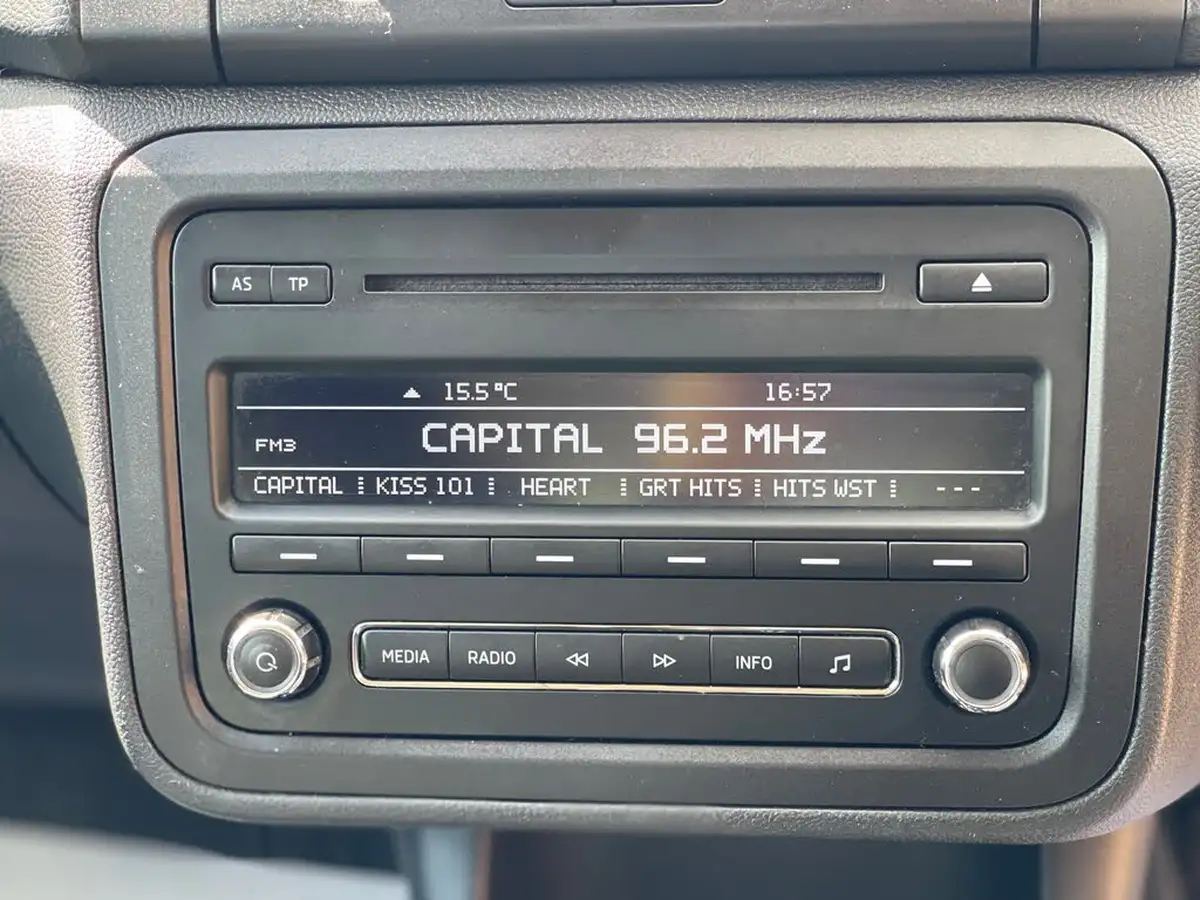 AS TP
15.5°C 16:57
FM3 CAPITAL 96.2 MHz
CAPITAL KISS 101 HEART GRT HITS HITS WST ---
MEDIA RADIO INFO